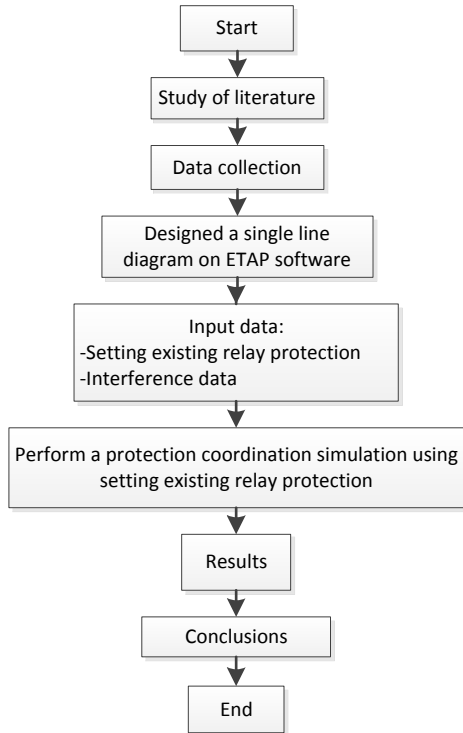 Start
Study of literature
Data collection
Designed a single line
diagram on ETAP software
Input data:
-Setting existing relay protection
-Interference data
Perform a protection coordination simulation using
setting existing relay protection
Results
Conclusions
End